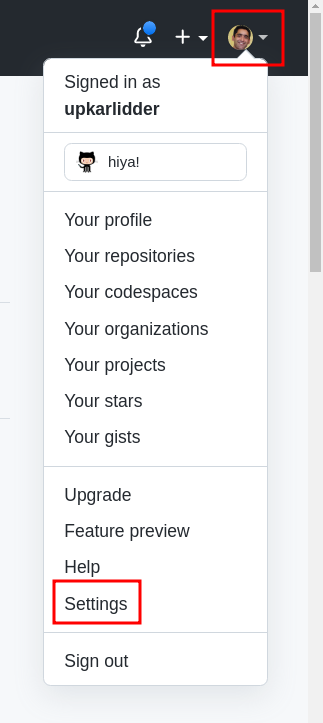 Signed in as
upkarlidder
hiya!
Your profile
Your repositories
Your codespaces
Your organizations
Your projects
Your stars
Your gists
Upgrade
Feature preview
Help
Settings
Sign out